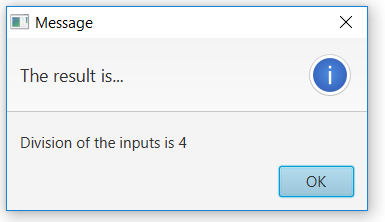 Message
The result is...
Division of the inputs is 4
OK